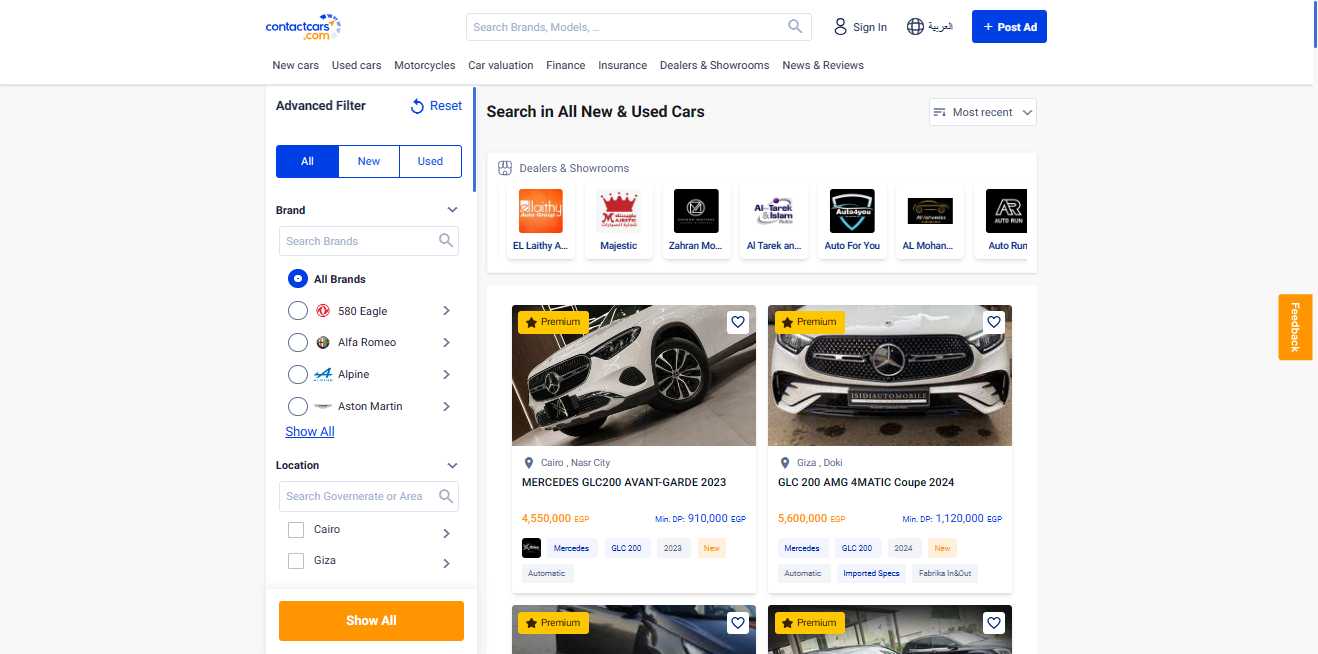 contactcars
.com
Search Brands, Models, ...
Sign In
العربية
+ Post Ad
New cars Used cars Motorcycles Car valuation Finance Insurance Dealers & Showrooms News & Reviews
Advanced Filter
Reset
All New Used
Brand
Search Brands
All Brands
580 Eagle
Alfa Romeo
Alpine
Aston Martin
Show All
Location
Search Governerate or Area
Cairo
Giza
Show All
Search in All New & Used Cars
Most recent
Dealers & Showrooms
EL Laithy A...
Majestic
Zahran Mo...
Al Tarek an...
Auto For You
AL Mohan...
Auto Run
Premium
Cairo , Nasr City
MERCEDES GLC200 AVANT-GARDE 2023
4,550,000 EGP
Min. DP: 910,000 EGP
Mercedes GLC 200 2023 New
Automatic
Premium
ISIDIAUTOMOBILE
Giza , Doki
GLC 200 AMG 4MATIC Coupe 2024
5,600,000 EGP
Min. DP: 1,120,000 EGP
Mercedes GLC 200 2024 New
Automatic Imported Specs Fabrika In&Out
Premium
Premium
Feedback